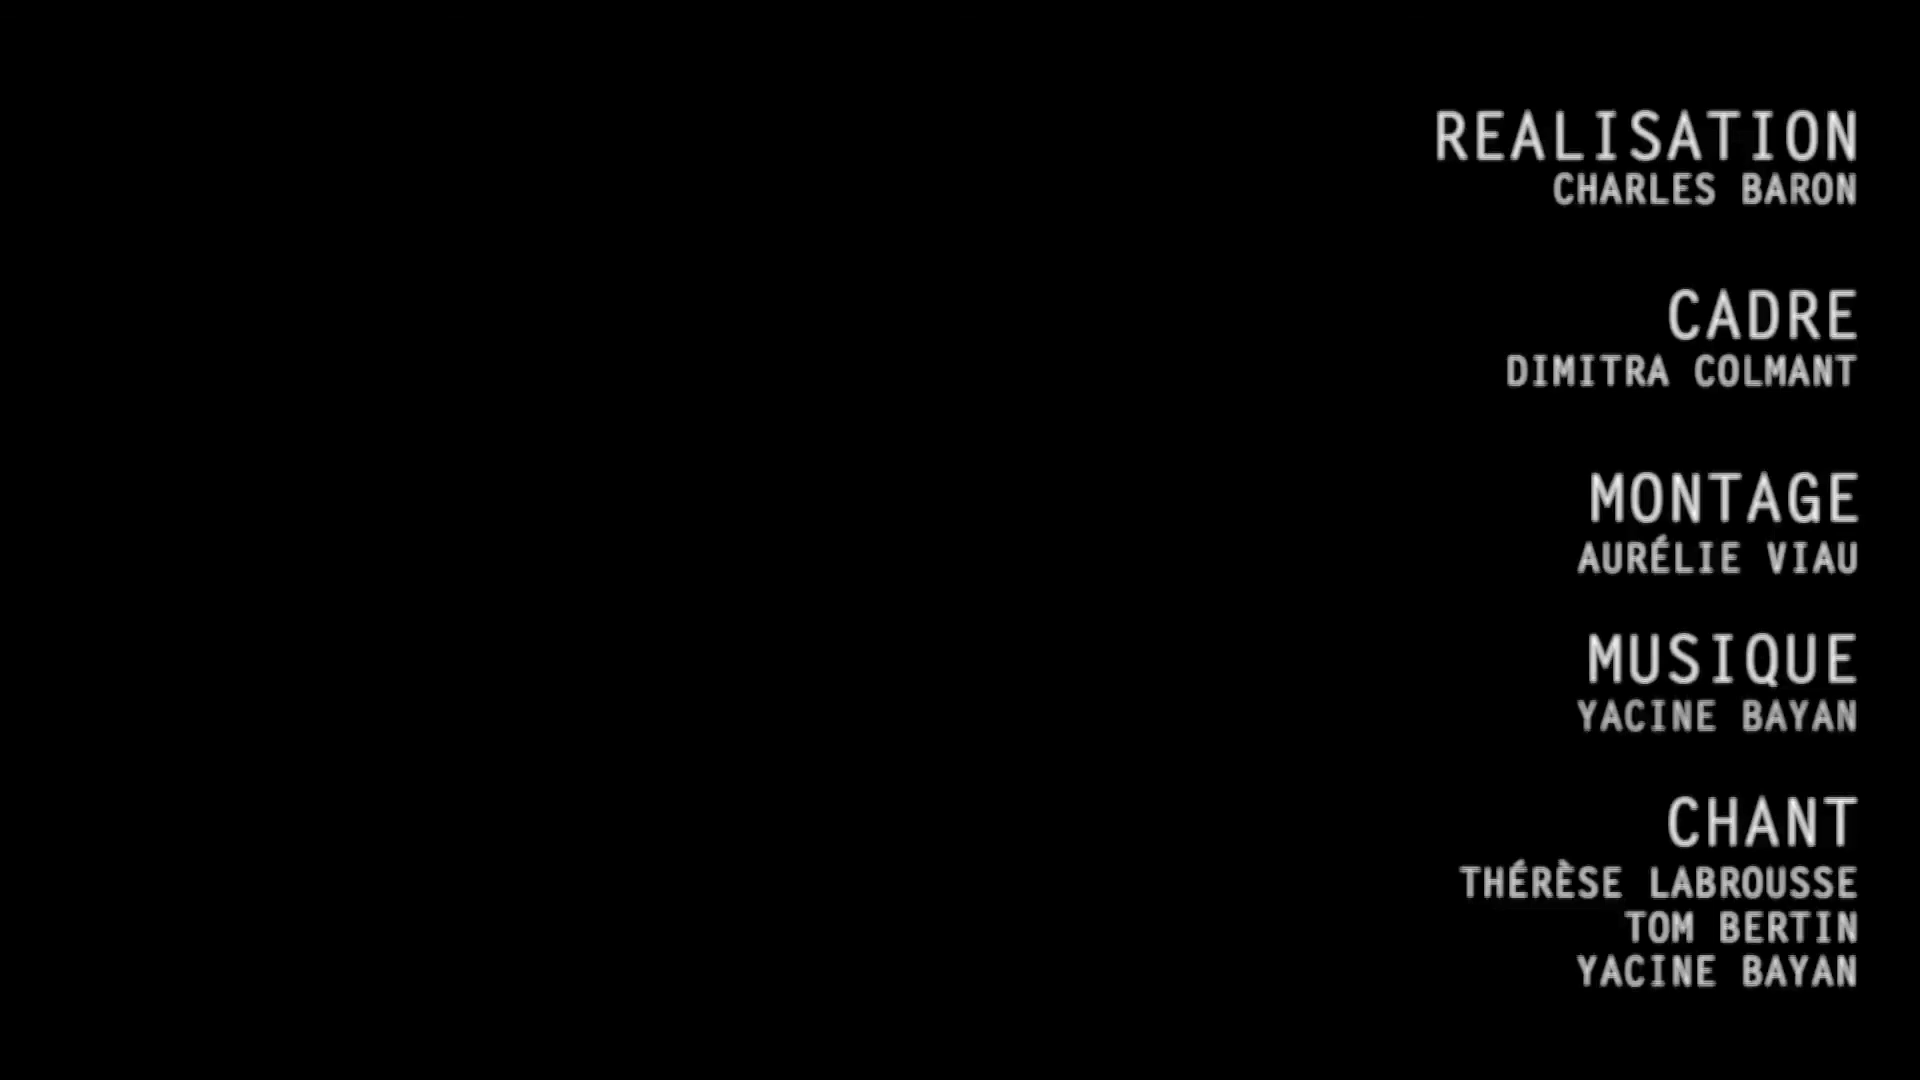 REALISATION
CHARLES BARON
CADRE
DIMITRA COLMANT
MONTAGE
AURÉLIE VIAU
MUSIQUE
YACINE BAYAN
CHANT
THÉRÈSE LABROUSSE
TOM BERTIN
YACINE BAYAN